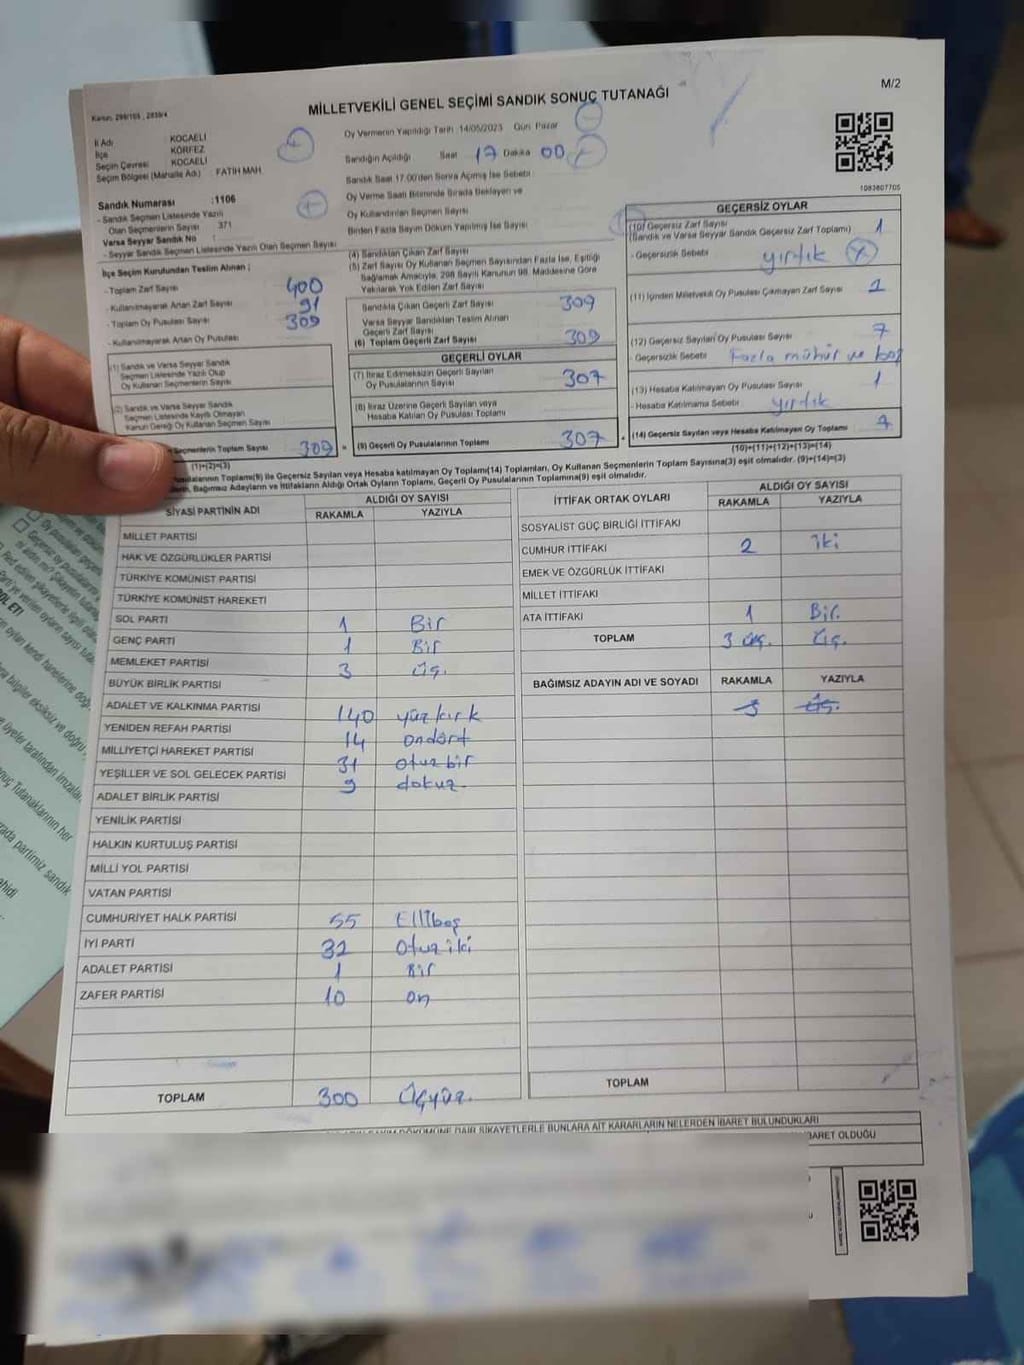 M/2
Kanun, 298/105 , 2839/4
MİLLETVEKİLİ GENEL SEÇİMİ SANDIK SONUÇ TUTANAĞI
İl Adı KOCAELİ
İlçe KÖRFEZ
Seçim Çevresi KOCAELİ
Seçim Bölgesi (Mahalle Adı) FATİH MAH.
Sandık Numarası :1106
- Sandık Seçmen Listesinde Yazılı
Olan Seçmenlerin Sayısı 371
Varsa Seyyar Sandık No :
- Seyyar Sandık Seçmen Listesinde Yazılı Olan Seçmen Sayısı
Oy Vermenin Yapıldığı Tarih 14/05/2023 Gün Pazar
Sandığın Açıldığı Saat 17 Dakika 00
Sandık Saat 17.00'den Sonra Açılmış İse Sebebi
Oy Verme Saati Bitiminde Sırada Bekleyen ve
Oy Kullandırılan Seçmen Sayısı
Birden Fazla Sayım Döküm Yapılmış İse Sayısı
1083607705
İlçe Seçim Kurulundan Teslim Alınan ;
- Toplam Zarf Sayısı 400
- Kullanılmayarak Artan Zarf Sayısı 91
- Toplam Oy Pusulası Sayısı 309
- Kullanılmayarak Artan Oy Pusulası
(1) Sandık ve Varsa Seyyar Sandık
Seçmen Listesinde Yazılı Olup
Oy Kullanan Seçmenlerin Sayısı
(2) Sandık ve Varsa Seyyar Sandık
Seçmen Listesinde Kayıtlı Olmayan
Kanun Gereği Oy Kullanan Seçmen Sayısı
Seçmenlerin Toplam Sayısı 309
(1)+(2)=(3)
(4) Sandıktan Çıkan Zarf Sayısı
(5) Zarf Sayısı Oy Kullanan Seçmen Sayısından Fazla İse, Eşitliği
Sağlamak Amacıyla, 298 Sayılı Kanunun 98. Maddesine Göre
Yakılarak Yok Edilen Zarf Sayısı
Sandıkta Çıkan Geçerli Zarf Sayısı 309
Varsa Seyyar Sandıktan Teslim Alınan
Geçerli Zarf Sayısı
(6) Toplam Geçerli Zarf Sayısı 309
GEÇERLİ OYLAR
(7) İtiraz Edilmeksizin Geçerli Sayılan
Oy Pusulalarının Sayısı 307
(8) İtiraz Üzerine Geçerli Sayılan veya
Hesaba Katılan Oy Pusulası Toplamı
(9) Geçerli Oy Pusulalarının Toplamı 307
GEÇERSİZ OYLAR
(10) Geçersiz Zarf Sayısı 1
(Sandık ve Varsa Seyyar Sandık Geçersiz Zarf Toplamı)
- Geçersizlik Sebebi yırtık
(11) İçinden Milletvekili Oy Pusulası Çıkmayan Zarf Sayısı 1
(12) Geçersiz Sayılan Oy Pusulası Sayısı 7
- Geçersizlik Sebebi Fazla mühür ve boş
(13) Hesaba Katılmayan Oy Pusulası Sayısı 1
- Hesaba Katılmama Sebebi yırtık
(14) Geçersiz Sayılan veya Hesaba Katılmayan Oy Toplamı
(10)+(11)+(12)+(13)=(14)
Toplamı(9) ile Geçersiz Sayılan veya Hesaba katılmayan Oy Toplamı(14) Toplamları, Oy Kullanan Seçmenlerin Toplam Sayısına(3) eşit olmalıdır. (9)+(14)=(3)
Bağımsız Adayların ve İttifakların Aldığı Ortak Oyların Toplamı, Geçerli Oy Pusulalarının Toplamına(9) eşit olmalıdır.
SİYASİ PARTİNİN ADI ALDIĞI OY SAYISI
RAKAMLA YAZIYLA
MİLLET PARTİSİ
HAK VE ÖZGÜRLÜKLER PARTİSİ
TÜRKİYE KOMÜNİST PARTİSİ
TÜRKİYE KOMÜNİST HAREKETİ
SOL PARTİ 1 Bir
GENÇ PARTİ 1 Bir
MEMLEKET PARTİSİ 3 Üç.
BÜYÜK BİRLİK PARTİSİ
ADALET VE KALKINMA PARTİSİ 140 yüzkırk
YENİDEN REFAH PARTİSİ 14 ondört
MİLLİYETÇİ HAREKET PARTİSİ 31 otuzbir
YEŞİLLER VE SOL GELECEK PARTİSİ 9 dokuz.
ADALET BİRLİK PARTİSİ
YENİLİK PARTİSİ
HALKIN KURTULUŞ PARTİSİ
MİLLİ YOL PARTİSİ
VATAN PARTİSİ
CUMHURİYET HALK PARTİSİ 55 Ellibeş
İYİ PARTİ 32 Otuz iki
ADALET PARTİSİ 1 Bir
ZAFER PARTİSİ 10 on
TOPLAM 300 Üçyüz.
İTTİFAK ORTAK OYLARI ALDIĞI OY SAYISI
RAKAMLA YAZIYLA
SOSYALİST GÜÇ BİRLİĞİ İTTİFAKI
CUMHUR İTTİFAKI 2 iki
EMEK VE ÖZGÜRLÜK İTTİFAKI
MİLLET İTTİFAKI
ATA İTTİFAKI 1 Bir.
TOPLAM 3 üç. Üç.
BAĞIMSIZ ADAYIN ADI VE SOYADI RAKAMLA YAZIYLA
3 Üç.
TOPLAM
DÖKÜMÜNE DAİR ŞİKAYETLERLE BUNLARA AİT KARARLARIN NELERDEN İBARET BULUNDUKLARI
İBARET OLDUĞU